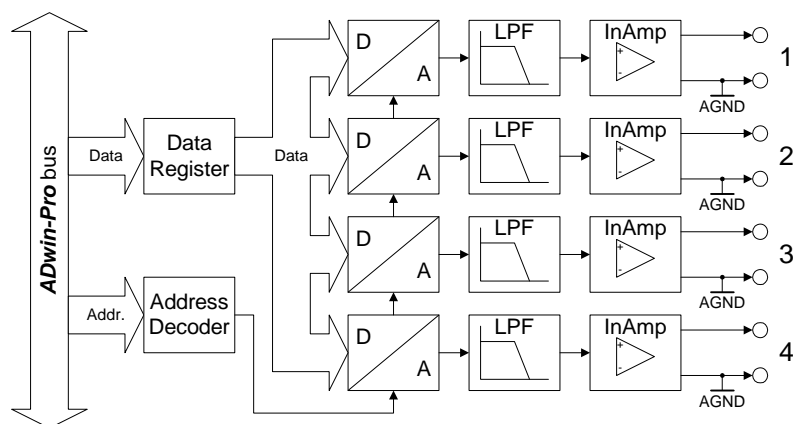 ADwin-Pro bus
Data
Data Register
Data
Addr.
Address Decoder
D
A
LPF
InAmp
+
-
AGND
1
D
A
LPF
InAmp
+
-
AGND
2
D
A
LPF
InAmp
+
-
AGND
3
D
A
LPF
InAmp
+
-
AGND
4